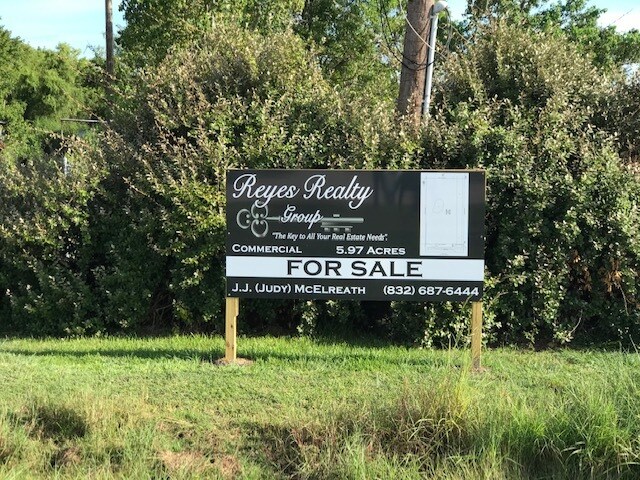 Reyes Realty
Group
"The Key to All Your Real Estate Needs".
COMMERCIAL 5.97 ACRES
FOR SALE
J.J. (JUDY) MCELREATH (832) 687-6444